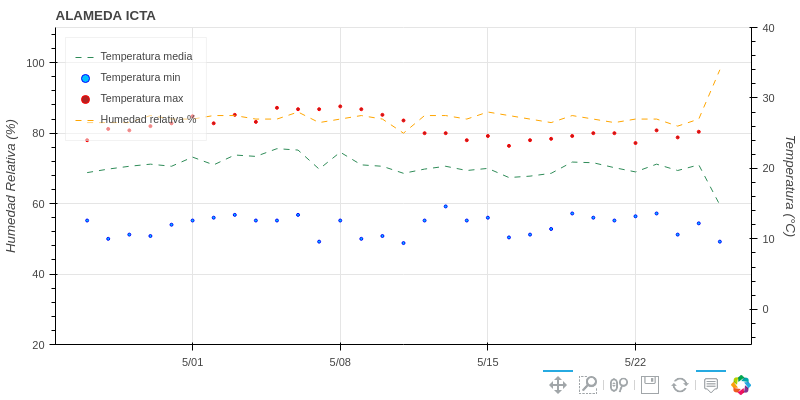 ALAMEDA ICTA
Temperatura media
Temperatura min
Temperatura max
Humedad relativa %
Humedad Relativa (%)
100
80
60
40
20
Temperatura (°C)
40
30
20
10
0
5/01
5/08
5/15
5/22